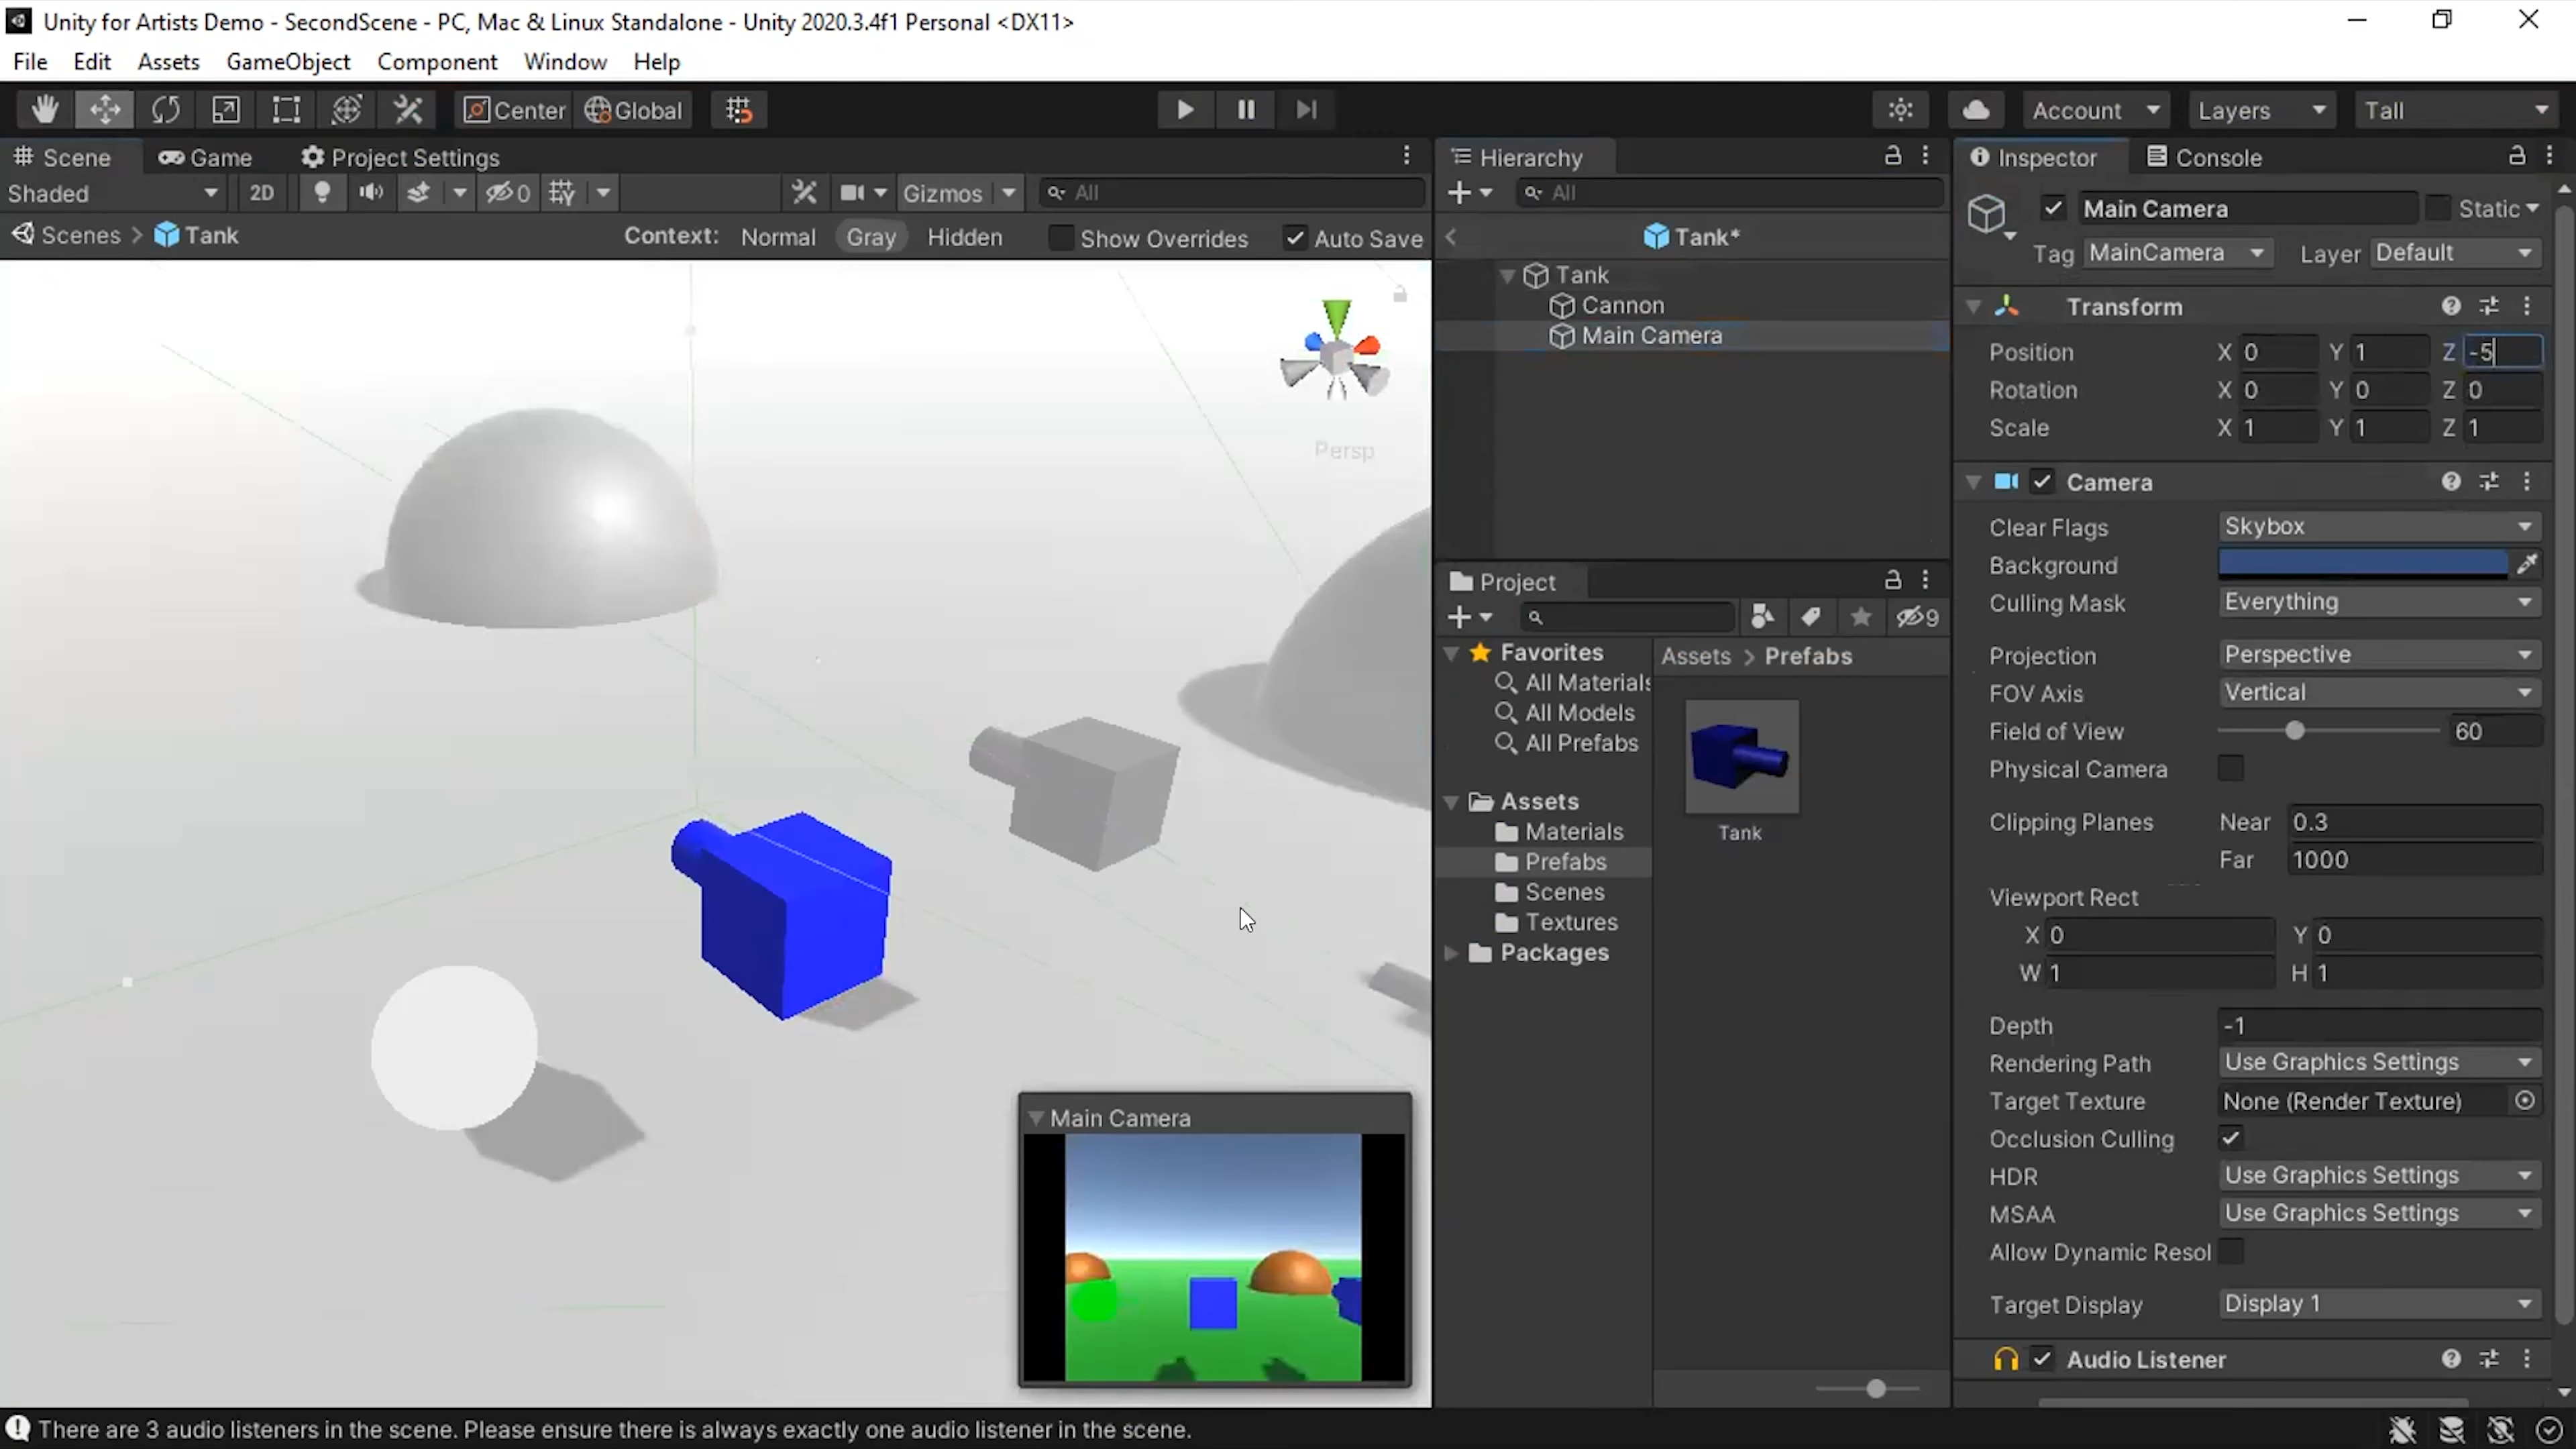 Unity for Artists Demo - SecondScene - PC, Mac & Linux Standalone - Unity 2020.3.4f1 Personal <DX11>
File Edit Assets GameObject Component Window Help
Center Global Account Layers Tall
Scene Game Project Settings
Shaded 2D 0 Gizmos All
Scenes > Tank Context: Normal Gray Hidden Show Overrides Auto Save
Persp
Main Camera
Hierarchy
All
Tank*
Tank
Cannon
Main Camera
Project
9
Favorites
All Materials
All Models
All Prefabs
Assets
Materials
Prefabs
Scenes
Textures
Packages
Assets > Prefabs
Tank
Inspector Console
Main Camera Static
Tag MainCamera Layer Default
Transform
Position X 0 Y 1 Z -5
Rotation X 0 Y 0 Z 0
Scale X 1 Y 1 Z 1
Camera
Clear Flags Skybox
Background
Culling Mask Everything
Projection Perspective
FOV Axis Vertical
Field of View 60
Physical Camera
Clipping Planes Near 0.3
Far 1000
Viewport Rect
X 0 Y 0
W 1 H 1
Depth -1
Rendering Path Use Graphics Settings
Target Texture None (Render Texture)
Occlusion Culling
HDR Use Graphics Settings
MSAA Use Graphics Settings
Allow Dynamic Resol
Target Display Display 1
Audio Listener
There are 3 audio listeners in the scene. Please ensure there is always exactly one audio listener in the scene.